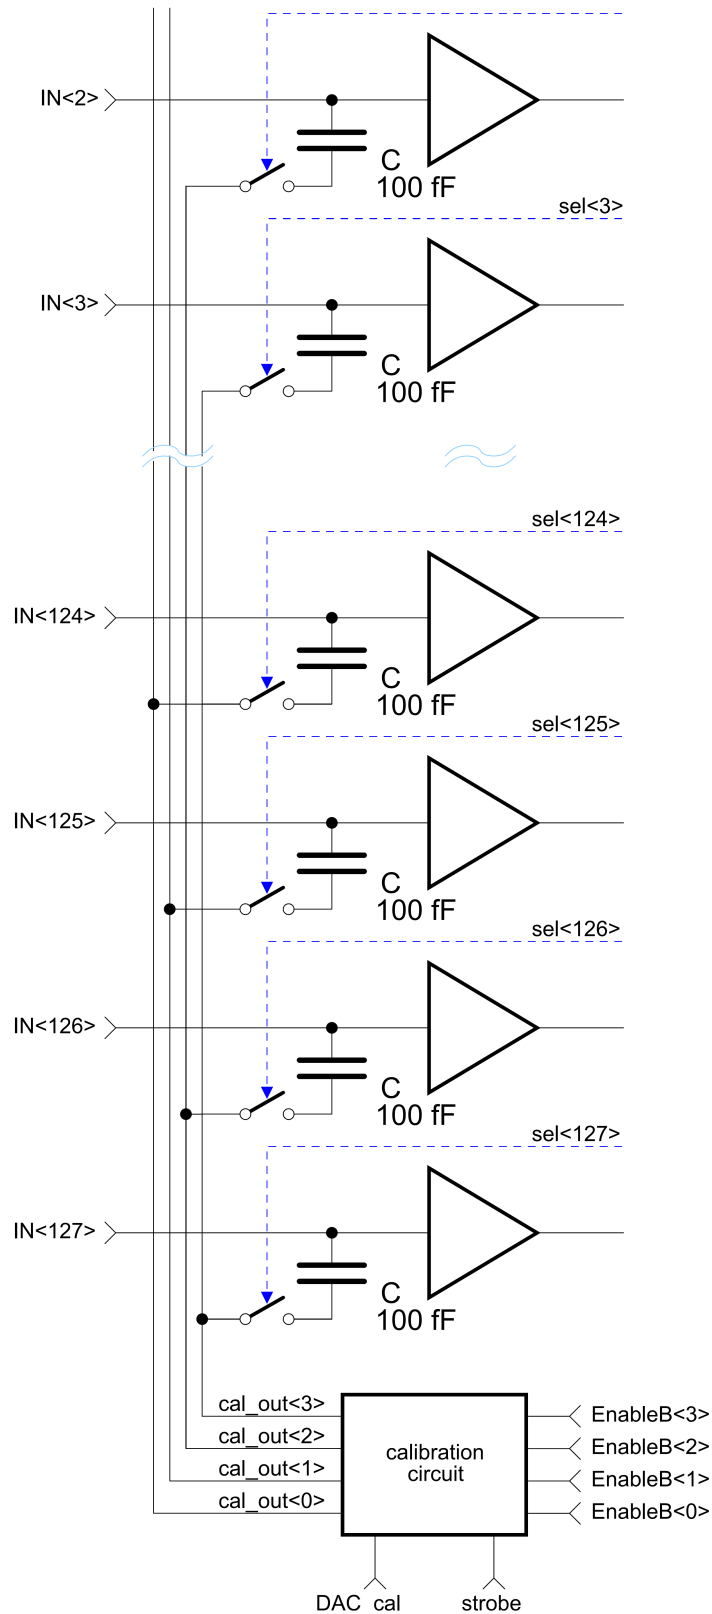 IN<2>
C
100 fF
sel<3>
IN<3>
C
100 fF
sel<124>
IN<124>
C
100 fF
sel<125>
IN<125>
C
100 fF
sel<126>
IN<126>
C
100 fF
sel<127>
IN<127>
C
100 fF
cal_out<3>
EnableB<3>
cal_out<2>
EnableB<2>
calibration
circuit
cal_out<1>
EnableB<1>
cal_out<0>
EnableB<0>
DAC cal
strobe